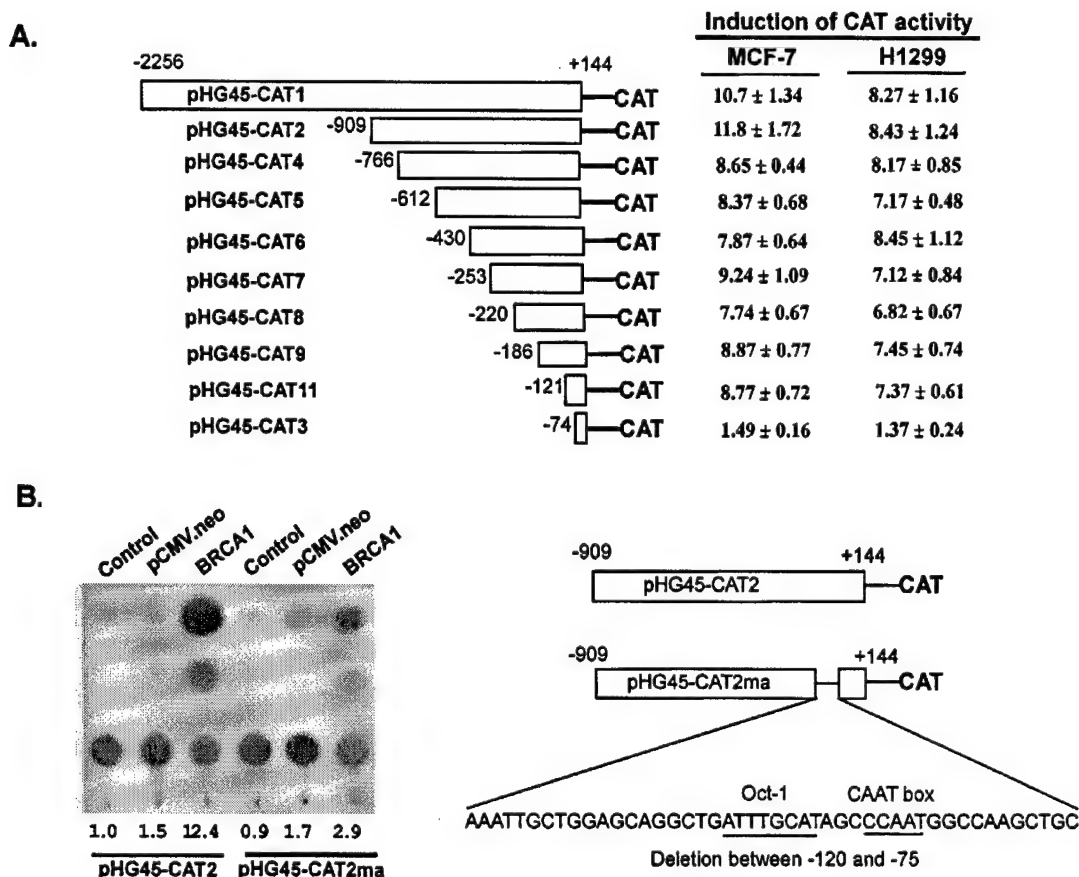 A.
Induction of CAT activity
MCF-7 H1299
-2256 +144
pHG45-CAT1 CAT 10.7 ± 1.34 8.27 ± 1.16
pHG45-CAT2 -909 CAT 11.8 ± 1.72 8.43 ± 1.24
pHG45-CAT4 -766 CAT 8.65 ± 0.44 8.17 ± 0.85
pHG45-CAT5 -612 CAT 8.37 ± 0.68 7.17 ± 0.48
pHG45-CAT6 -430 CAT 7.87 ± 0.64 8.45 ± 1.12
pHG45-CAT7 -253 CAT 9.24 ± 1.09 7.12 ± 0.84
pHG45-CAT8 -220 CAT 7.74 ± 0.67 6.82 ± 0.67
pHG45-CAT9 -186 CAT 8.87 ± 0.77 7.45 ± 0.74
pHG45-CAT11 -121 CAT 8.77 ± 0.72 7.37 ± 0.61
pHG45-CAT3 -74 CAT 1.49 ± 0.16 1.37 ± 0.24
B.
Control pCMV.neo BRCA1 Control pCMV.neo BRCA1
1.0 1.5 12.4 0.9 1.7 2.9
pHG45-CAT2 pHG45-CAT2ma
-909 +144
pHG45-CAT2 CAT
-909 +144
pHG45-CAT2ma CAT
Oct-1 CAAT box
AAATTGCTGGAGCAGGCTGATTTGCATAGCCCAATGGCCAAGCTGC
Deletion between -120 and -75